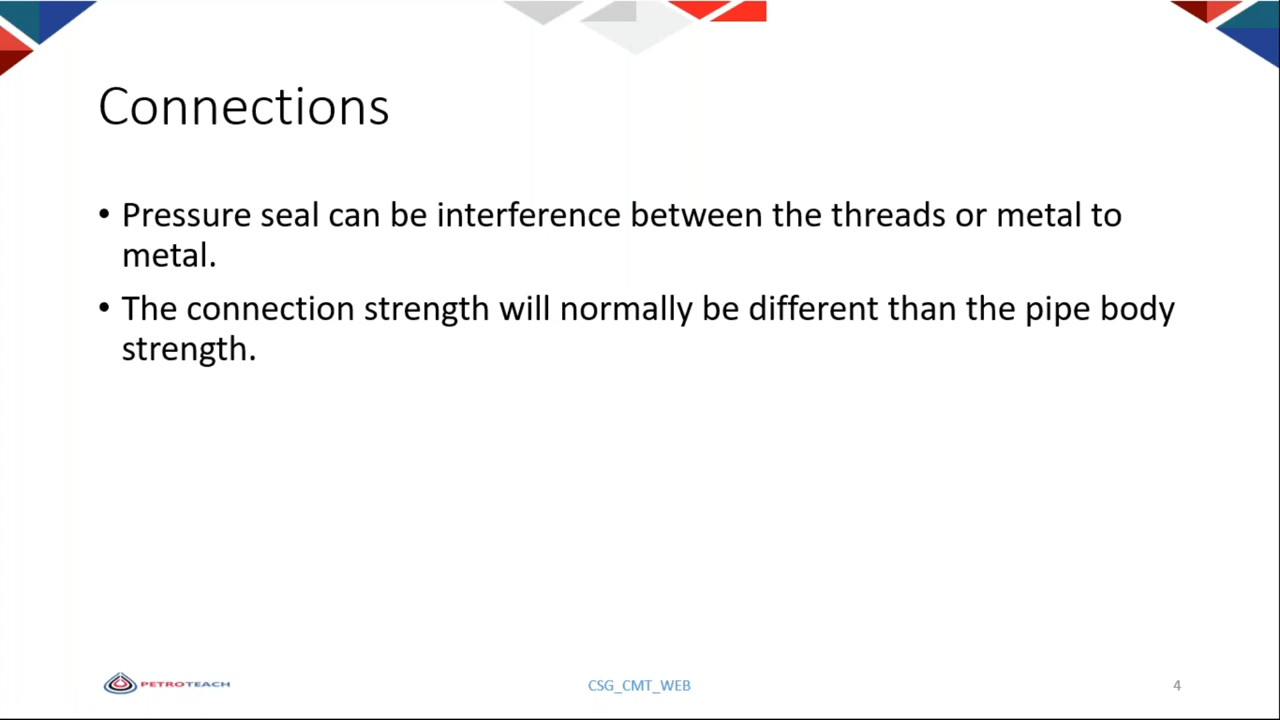 Connections
• Pressure seal can be interference between the threads or metal to
metal.
• The connection strength will normally be different than the pipe body
strength.
PETROTEACH
CSG_CMT_WEB
4